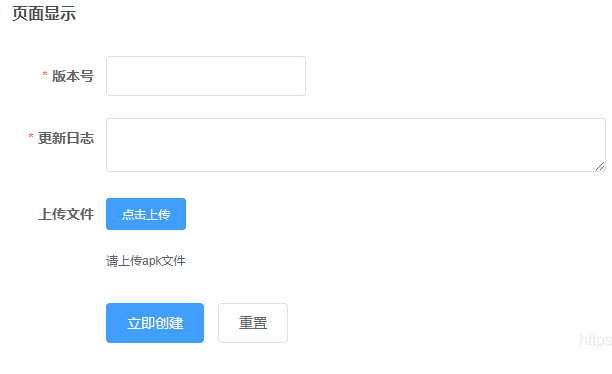 页面显示
* 版本号
* 更新日志
上传文件 点击上传
请上传apk文件
立即创建 重置
https